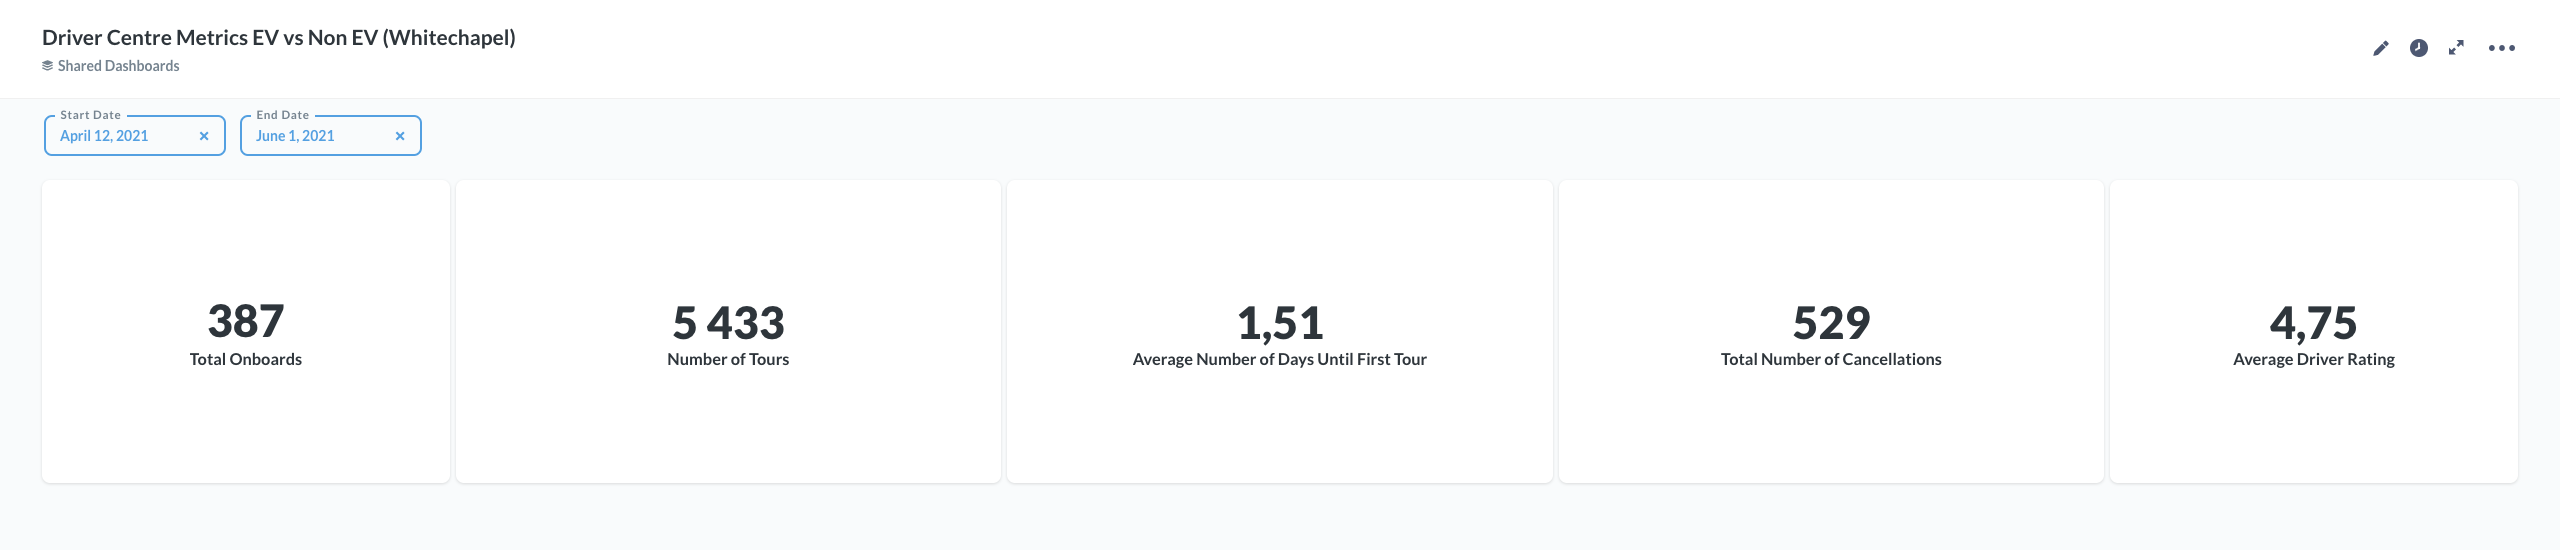 Driver Centre Metrics EV vs Non EV (Whitechapel)
Shared Dashboards
Start Date
April 12, 2021
End Date
June 1, 2021
387
Total Onboards
5 433
Number of Tours
1,51
Average Number of Days Until First Tour
529
Total Number of Cancellations
4,75
Average Driver Rating